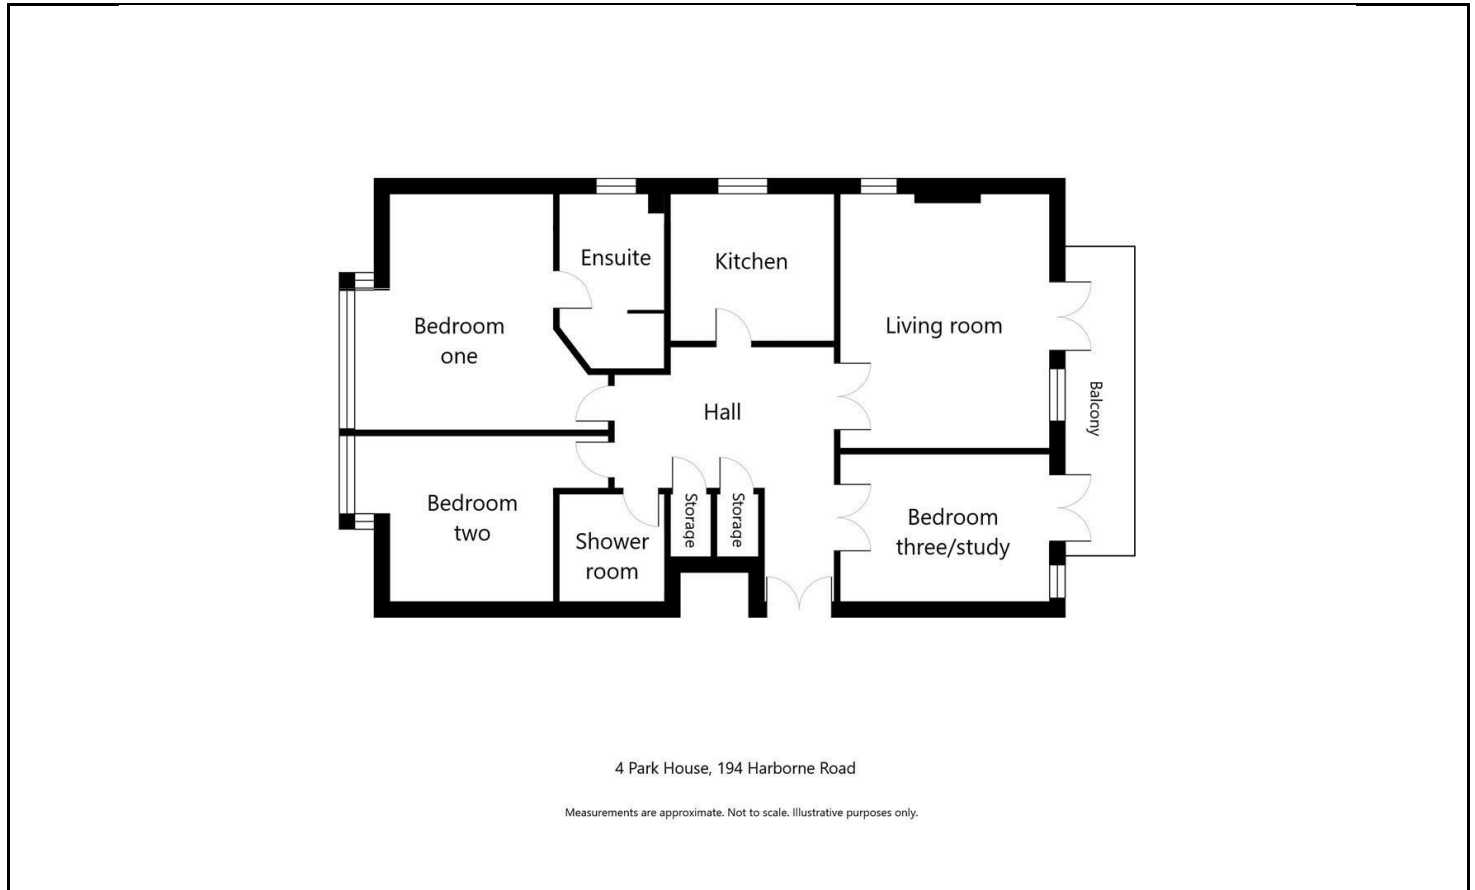 Ensuite
Kitchen
Bedroom
one
Living room
Balcony
Hall
Bedroom
two
Storage
Storage
Shower
room
Bedroom
three/study
4 Park House, 194 Harborne Road
Measurements are approximate. Not to scale. Illustrative purposes only.